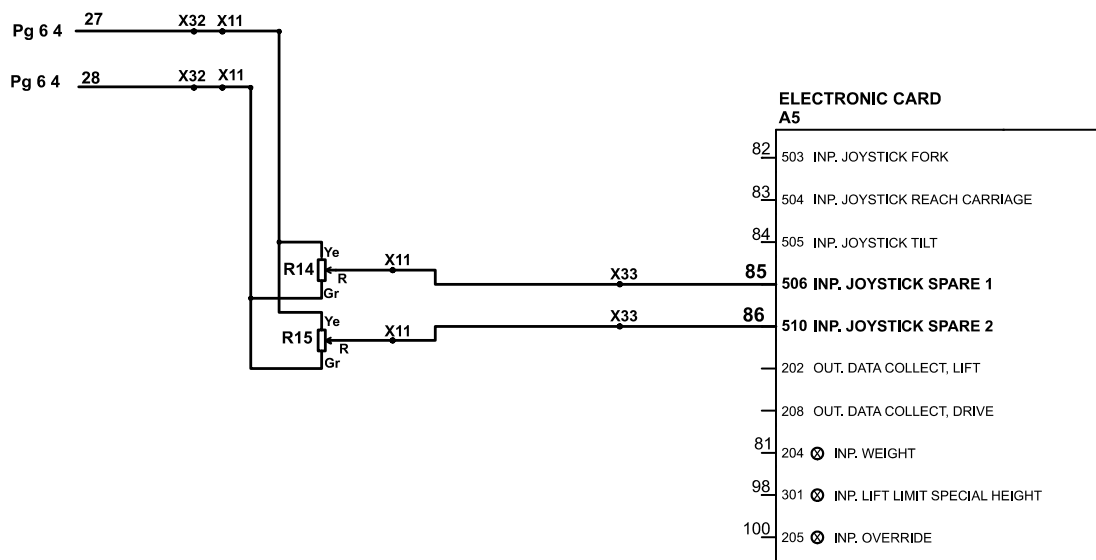 Pg 6 4 27 X32 X11
Pg 6 4 28 X32 X11
ELECTRONIC CARD
A5
82 503 INP. JOYSTICK FORK
83 504 INP. JOYSTICK REACH CARRIAGE
84 505 INP. JOYSTICK TILT
Ye
R14 R X11 X33 85 506 INP. JOYSTICK SPARE 1
Gr
Ye
R15 R X11 X33 86 510 INP. JOYSTICK SPARE 2
Gr
202 OUT. DATA COLLECT, LIFT
208 OUT. DATA COLLECT, DRIVE
81 204 INP. WEIGHT
98 301 INP. LIFT LIMIT SPECIAL HEIGHT
100 205 INP. OVERRIDE